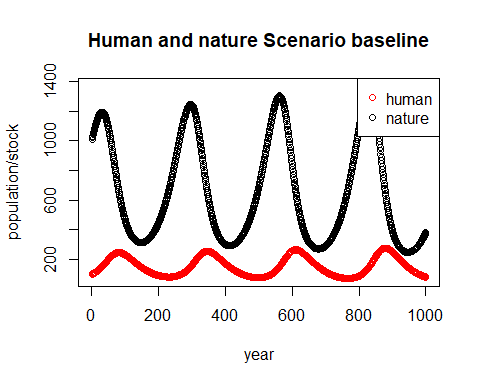 Human and nature Scenario baseline
human
nature
population/stock
1400
1000
600
200
0
200
400
600
800
1000
year